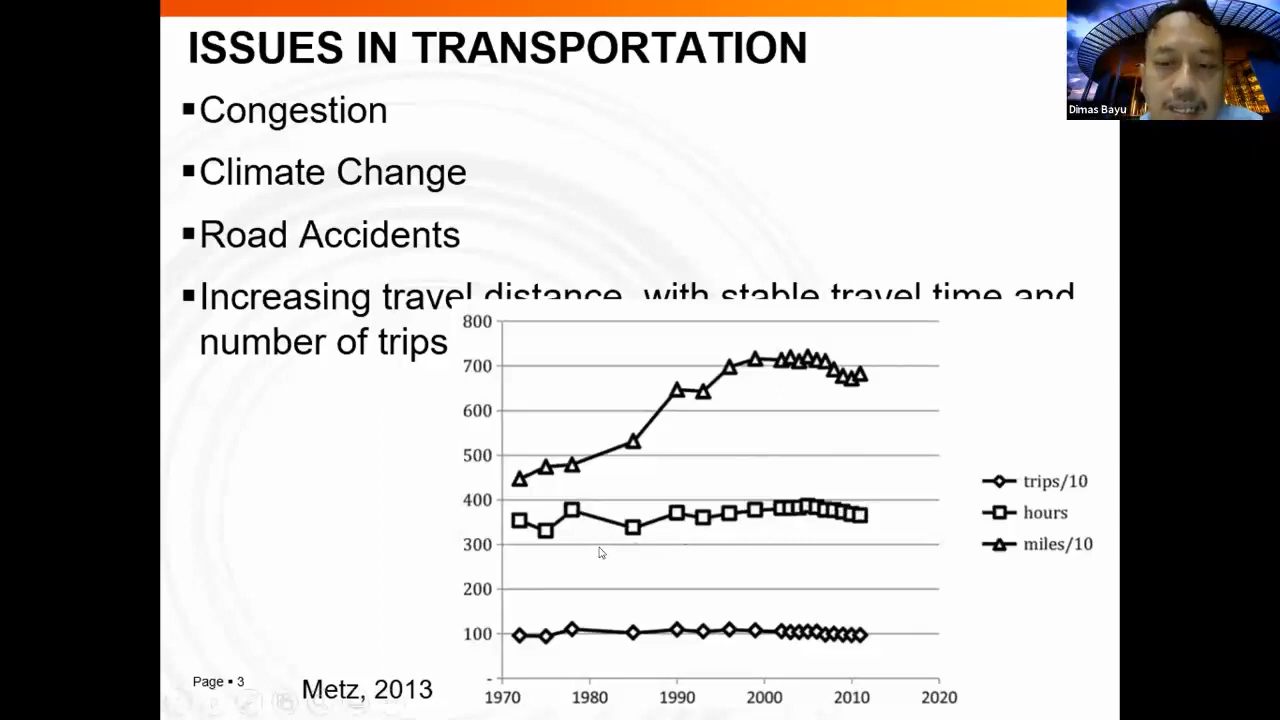 ISSUES IN TRANSPORTATION
Dimas Bayu
▪Congestion
▪Climate Change
▪Road Accidents
▪Increasing travel distance, with stable travel time and
number of trips
800
700
600
500
400
300
200
100
-
1970 1980 1990 2000 2010 2020
trips/10
hours
miles/10
Page ▪ 3
Metz, 2013